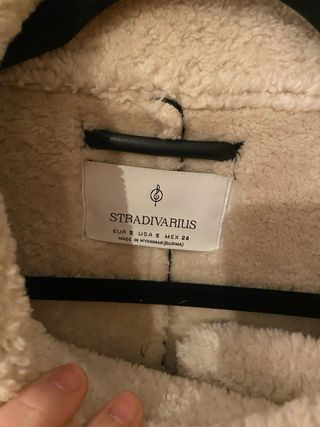 STRADIVARIUS
EUR S USA S MEX 26
MADE IN MYANMAR(BURMA)